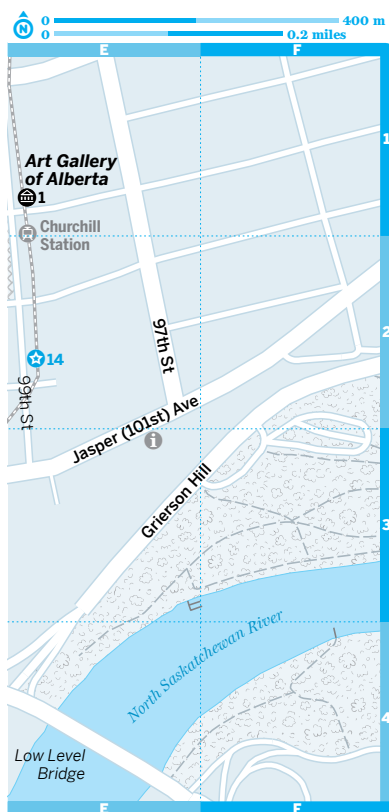 N
0 400 m
0 0.2 miles
E F
1
Art Gallery
of Alberta
1
Churchill
Station
97th St
2
14
99th St
Jasper (101st) Ave
i
Grierson Hill
3
North Saskatchewan River
4
Low Level
Bridge
E F